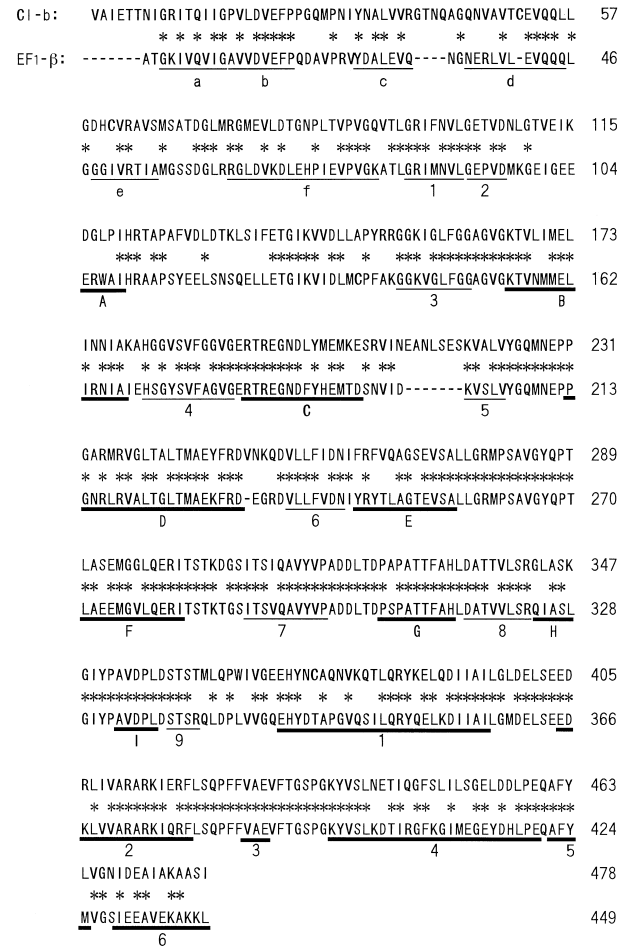 CI-b: VAIETTNIGRITQIIGPVLDVEFPPGQMPNIYNALVVRGTNQAGQNVAVTCEVQQLL 57
* * ** * * ***** ** * ** * * **** *
EF1-β: -------ATGKIVQVIGAVVDVEFPQDAVPRVYDALEVQ----NGNERLVL-EVQQQL 46
a b c d
GDHCVRAVSMSATDGLMRGMEVLDTGNPLTVPVGQVTLGRIFNVLGETVDNLGTVEIK 115
* ** * *** ** * * * **** ** *** ***** ** *
GGGIVRTIAMGSSDGLRRGLDVKDLEHPIEVPVGKATLGRIMNVLGEPVDMKGEIGEE 104
e f 1 2
DGLPIHRTAPAFVDLDTKLSIFETGIKVVDLLAPYRRGGKIGLFGGAGVGKTVLIMEL 173
*** ** * ****** ** * ** *** *********** ***
ERWAIHRAAPSYEELSNSQELLETGIKVIDLMCPFAKGGKVGLFGGAGVGKTVNMMEL 162
A 3 B
INNIAKAHGGVSVFGGVGERTREGNDLYMEMKESRVINEANLSESKVALVYGQMNEPP 231
* *** * * *** ********** * ** * ** ** **********
IRNIAIEHSGYSVFAGVGERTREGNDFYHEMTDSNVID-------KVSLVYGQMNEPP 213
4 C 5
GARMRVGLTALTMAEYFRDVNKQDVLLFIDNIFRFVQAGSEVSALLGRMPSAVGYQPT 289
* * ** ** ***** *** **** *** * ** *******************
GNRLRVALTGLTMAEKFRD-EGRDVLLFVDNIYRYTLAGTEVSALLGRMPSAVGYQPT 270
D 6 E
LASEMGGLQERITSTKDGSITSIQAVYVPADDLTDPAPATTFAHLDATTVLSRGLASK 347
** *** ********* ***** ************* *********** **** **
LAEEMGVLQERITSTKTGSITSVQAVYVPADDLTDPSPATTFAHLDATVVLSRQIASL 328
F 7 G 8 H
GIYPAVDPLDSTSTMLQPWIVGEEHYNCAQNVKQTLQRYKELQDIIAILGLDELSEED 405
************* * * ** *** * * **** ** ******* *******
GIYPAVDPLDSTSRQLDPLVVGQEHYDTAPGVQSILQRYQELKDIIAILGMDELSEED 366
I 9 1
RLIVARARKIERFLSQPFFVAEVFTGSPGKYVSLNETIQGFSLILSGELDDLPEQAFY 463
* ******* *********************** ** ** * ** * *******
KLVVARARKIQRFLSQPFFVAEVFTGSPGKYVSLKDTIRGFKGIMEGEYDHLPEQAFY 424
2 3 4 5
LVGNIDEAIAKAASI 478
** * ** **
MVGSIEEAVEKAKKL 449
6